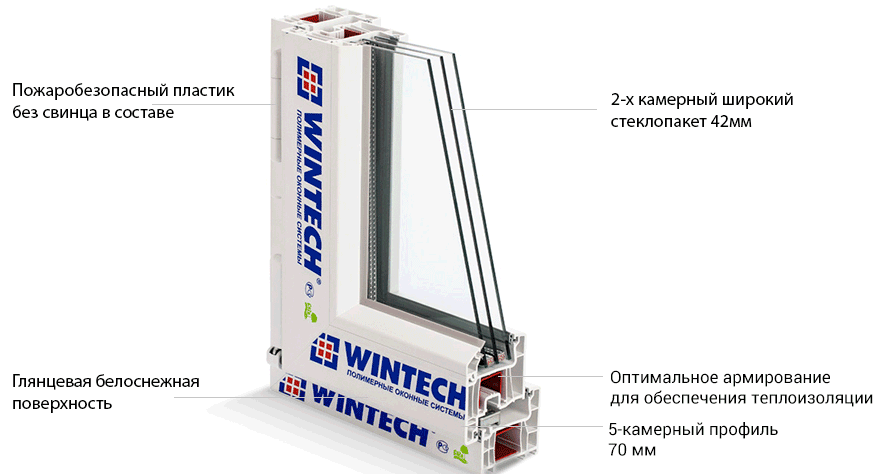 Пожаробезопасный пластик
без свинца в составе
2-х камерный широкий
стеклопакет 42мм
WINTECH®
ПОЛИМЕРНЫЕ ОКОННЫЕ СИСТЕМЫ
WINTECH
ПОЛИМЕРНЫЕ ОКОННЫЕ СИСТЕМЫ
WINTECH
Глянцевая белоснежная
поверхность
Оптимальное армирование
для обеспечения теплоизоляции
5-камерный профиль
70 мм